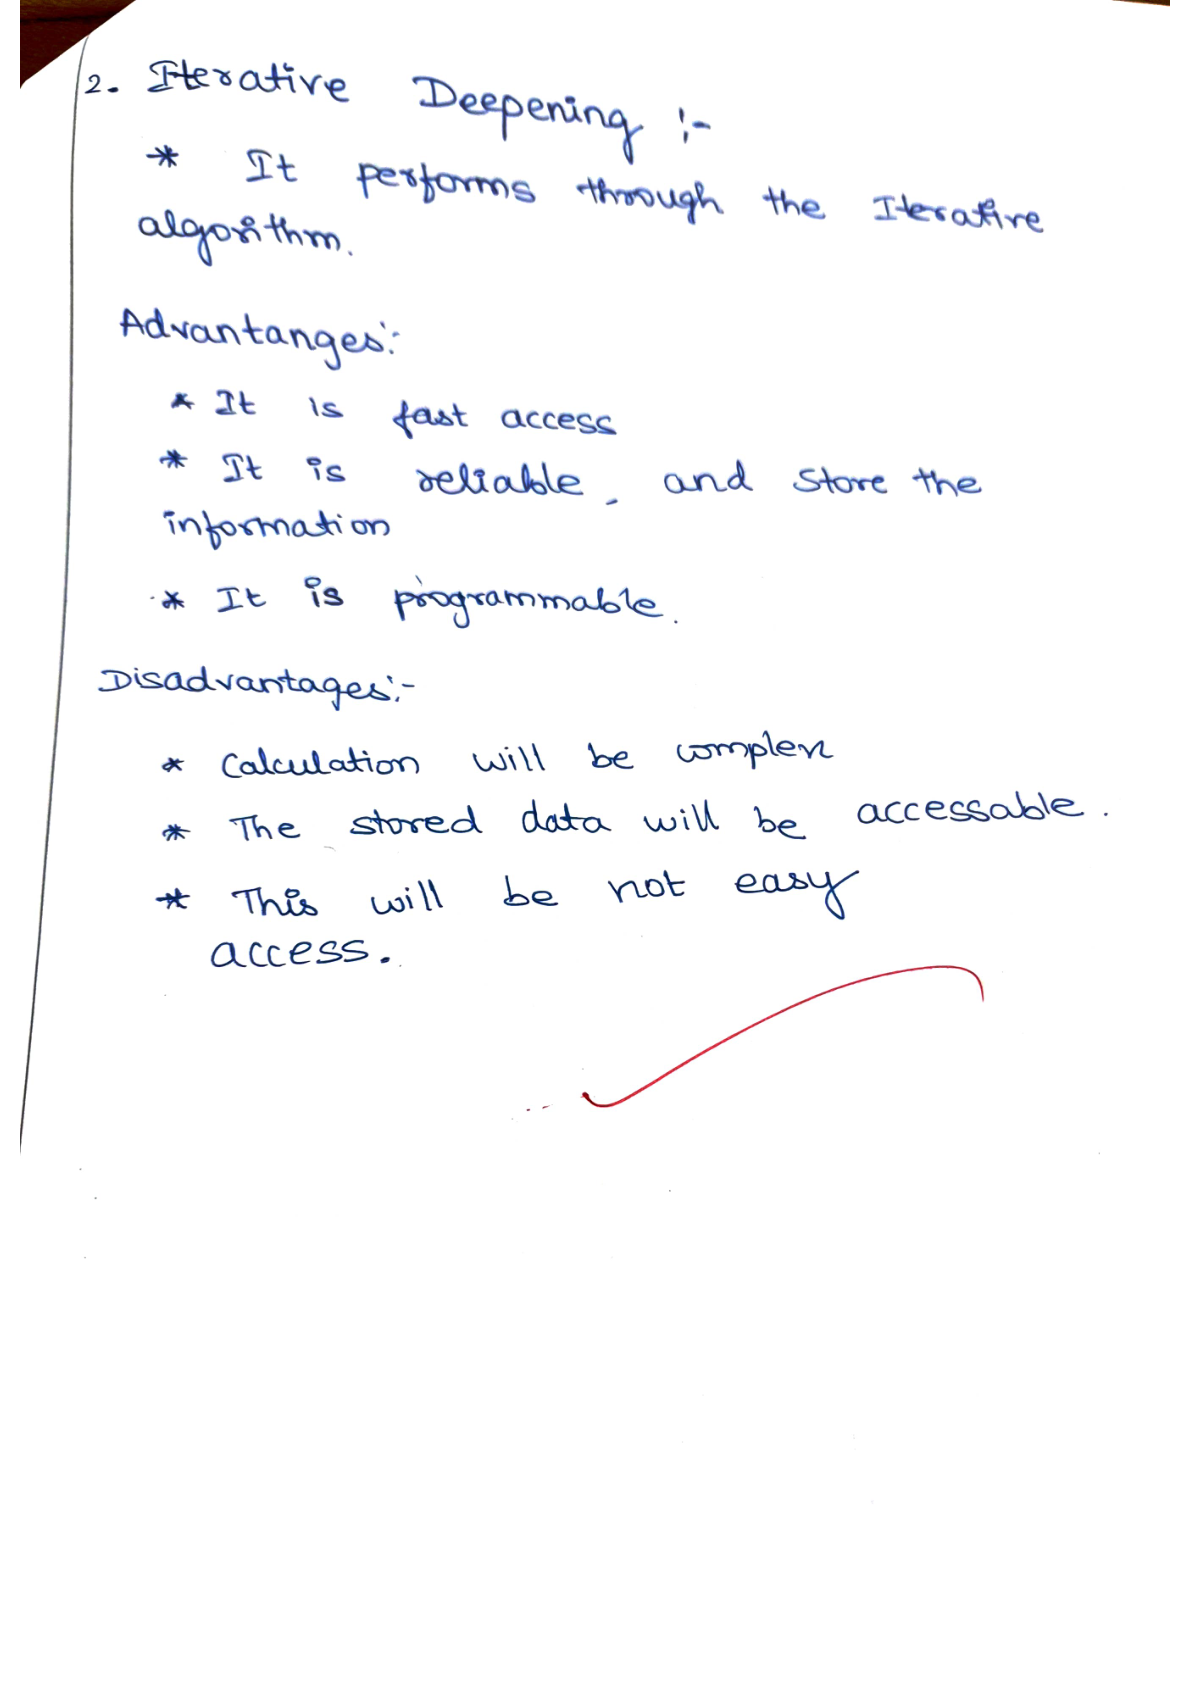 2. Iterative Deepening :-
* It performs through the Iterative
algorithm.
Advantanges:-
* It is fast access
* It is reliable, and store the
information
* It is programmable.
Disadvantages:-
* Calculation will be complex
* The stored data will be accessable.
* This will be not easy
access.